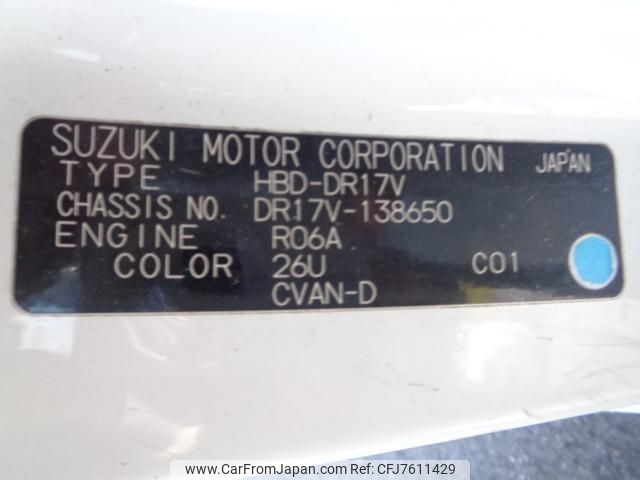 SUZUKI MOTOR CORPORATION JAPAN
TYPE HBD-DR17V
CHASSIS NO. DR17V-138650
ENGINE R06A
COLOR 26U C01
CVAN-D
www.CarFromJapan.com Ref No. CFJ7611429